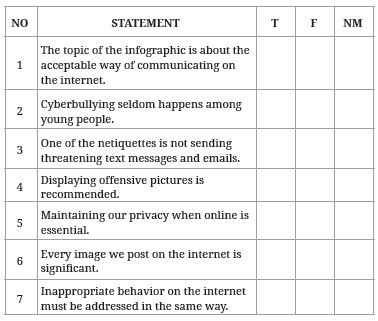 NO STATEMENT T F NM
1 The topic of the infographic is about the
acceptable way of communicating on
the internet.
2 Cyberbullying seldom happens among
young people.
3 One of the netiquettes is not sending
threatening text messages and emails.
4 Displaying offensive pictures is
recommended.
5 Maintaining our privacy when online is
essential.
6 Every image we post on the internet is
significant.
7 Inappropriate behavior on the internet
must be addressed in the same way.